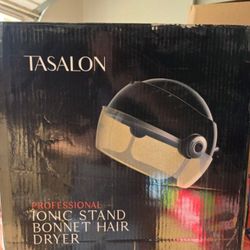 TASALON
PROFESSIONAL
IONIC STAND
BONNET HAIR
DRYER